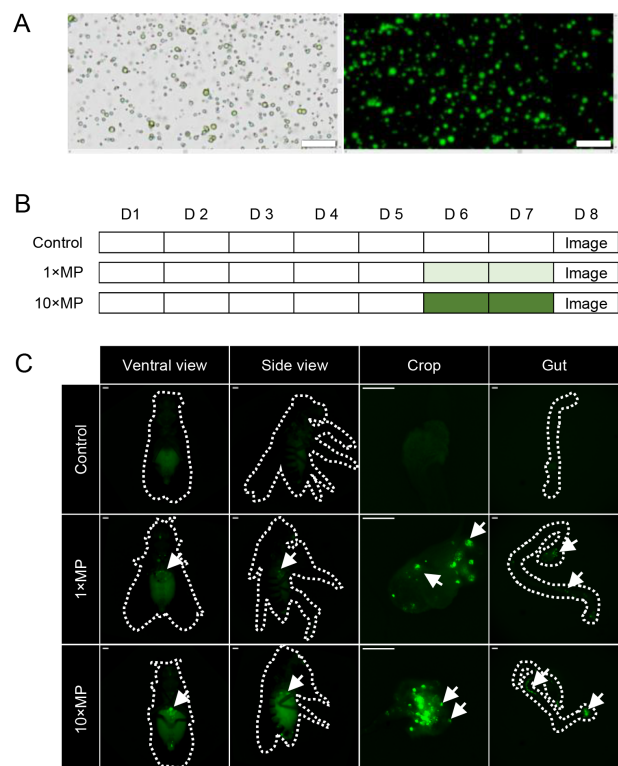 A
B
D1 D 2 D 3 D 4 D 5 D 6 D 7 D 8
Control Image
1×MP Image
10×MP Image
C
Ventral view Side view Crop Gut
Control
1×MP
10×MP